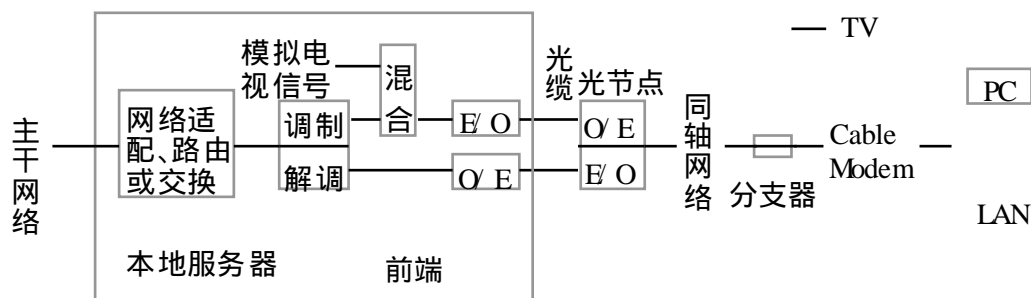 模拟电
视信号
混
合
光
缆
光节点
TV
PC
主
干
网
络
网络适
配、路由
或交换
调制
解调
E/O
O/E
O/E
E/O
同
轴
网
络
分支器
Cable
Modem
LAN
本地服务器
前端